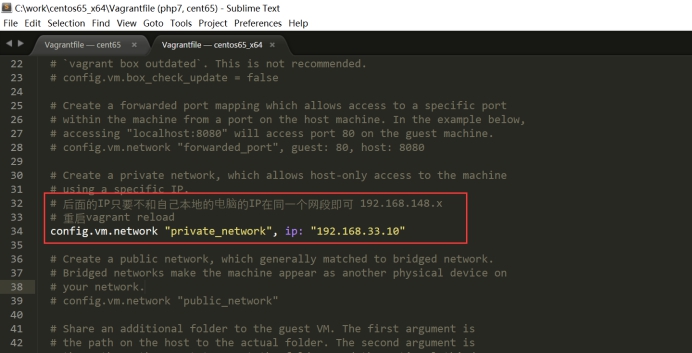 C:\work\centos65_x64\Vagrantfile (php7, cent65) - Sublime Text
File Edit Selection Find View Goto Tools Project Preferences Help
Vagrantfile — cent65 × Vagrantfile — centos65_x64 ×
22 # `vagrant box outdated`. This is not recommended.
23 # config.vm.box_check_update = false
24
25 # Create a forwarded port mapping which allows access to a specific port
26 # within the machine from a port on the host machine. In the example below,
27 # accessing "localhost:8080" will access port 80 on the guest machine.
28 # config.vm.network "forwarded_port", guest: 80, host: 8080
29
30 # Create a private network, which allows host-only access to the machine
31 # using a specific IP.
32 # 后面的IP只要不和自己本地的电脑的IP在同一个网段即可 192.168.148.x
33 # 重启vagrant reload
34 config.vm.network "private_network", ip: "192.168.33.10"
35
36 # Create a public network, which generally matched to bridged network.
37 # Bridged networks make the machine appear as another physical device on
38 # your network.
39 # config.vm.network "public_network"
40
41 # Share an additional folder to the guest VM. The first argument is
42 # the path on the host to the actual folder. The second argument is